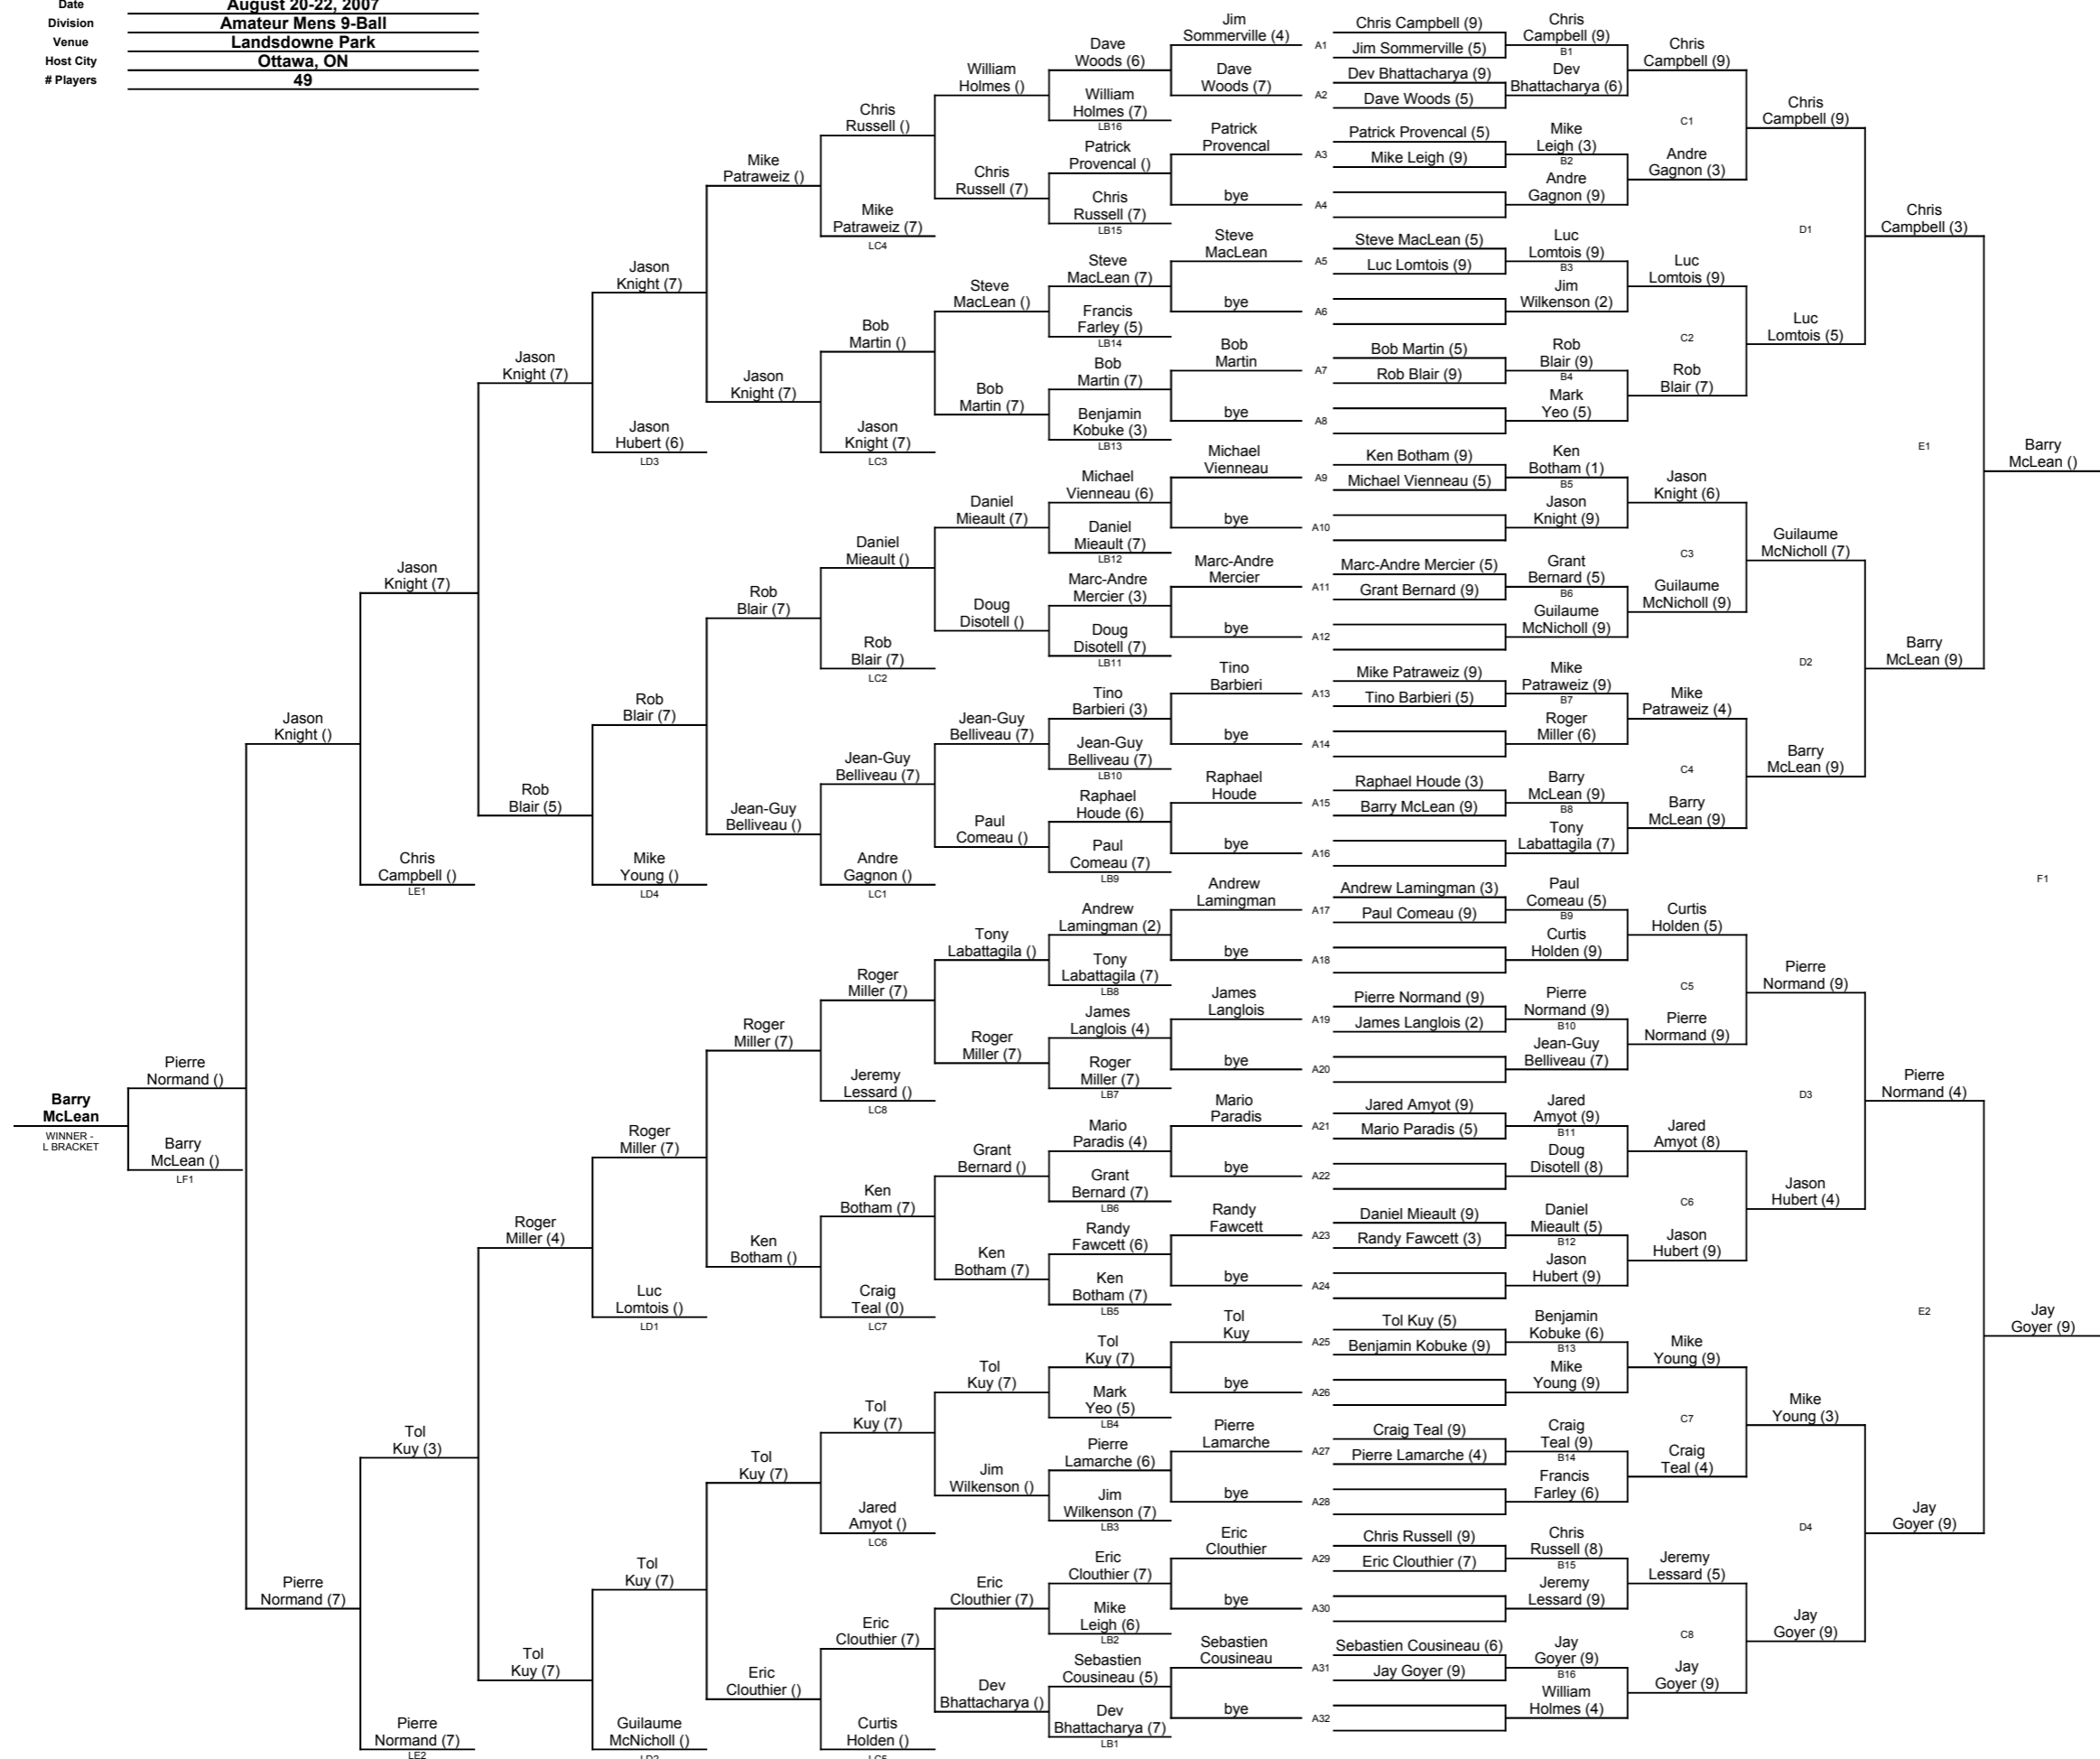 Date August 20-22, 2007
Division Amateur Mens 9-Ball
Venue Landsdowne Park
Host City Ottawa, ON
# Players 49
Barry
McLean
WINNER -
L BRACKET
Pierre
Normand ()
Barry
McLean ()
LF1
Jason
Knight ()
Pierre
Normand (7)
Jason
Knight (7)
Chris
Campbell ()
LE1
Tol
Kuy (3)
Pierre
Normand (7)
LE2
Jason
Knight (7)
Rob
Blair (5)
Roger
Miller (4)
Tol
Kuy (7)
Jason
Knight (7)
Jason
Hubert (6)
LD3
Rob
Blair (7)
Mike
Young ()
LD4
Roger
Miller (7)
Luc
Lomtois ()
LD1
Tol
Kuy (7)
Guilaume
McNicholl ()
LD2
Mike
Patraweiz ()
Jason
Knight (7)
Rob
Blair (7)
Jean-Guy
Belliveau ()
Roger
Miller (7)
Ken
Botham ()
Tol
Kuy (7)
Eric
Clouthier ()
Chris
Russell ()
Mike
Patraweiz (7)
LC4
Bob
Martin ()
Jason
Knight (7)
LC3
Daniel
Mieault ()
Rob
Blair (7)
LC2
Jean-Guy
Belliveau (7)
Andre
Gagnon ()
LC1
Roger
Miller (7)
Jeremy
Lessard ()
LC8
Ken
Botham (7)
Craig
Teal (0)
LC7
Tol
Kuy (7)
Jared
Amyot ()
LC6
Eric
Clouthier (7)
Curtis
Holden ()
LC5
William
Holmes ()
Chris
Russell (7)
Steve
MacLean ()
Bob
Martin (7)
Daniel
Mieault (7)
Doug
Disotell ()
Jean-Guy
Belliveau (7)
Paul
Comeau ()
Tony
Labattagila ()
Roger
Miller (7)
Grant
Bernard ()
Ken
Botham (7)
Tol
Kuy (7)
Jim
Wilkenson ()
Eric
Clouthier (7)
Dev
Bhattacharya ()
Dave
Woods (6)
William
Holmes (7)
LB16
Patrick
Provencal ()
Chris
Russell (7)
LB15
Steve
MacLean (7)
Francis
Farley (5)
LB14
Bob
Martin (7)
Benjamin
Kobuke (3)
LB13
Michael
Vienneau (6)
Daniel
Mieault (7)
LB12
Marc-Andre
Mercier (3)
Doug
Disotell (7)
LB11
Tino
Barbieri (3)
Jean-Guy
Belliveau (7)
LB10
Raphael
Houde (6)
Paul
Comeau (7)
LB9
Andrew
Lamingman (2)
Tony
Labattagila (7)
LB8
James
Langlois (4)
Roger
Miller (7)
LB7
Mario
Paradis (4)
Grant
Bernard (7)
LB6
Randy
Fawcett (6)
Ken
Botham (7)
LB5
Tol
Kuy (7)
Mark
Yeo (5)
LB4
Pierre
Lamarche (6)
Jim
Wilkenson (7)
LB3
Eric
Clouthier (7)
Mike
Leigh (6)
LB2
Sebastien
Cousineau (5)
Dev
Bhattacharya (7)
LB1
Jim
Sommerville (4)
Dave
Woods (7)
Patrick
Provencal
bye
Steve
MacLean
bye
Bob
Martin
bye
Michael
Vienneau
bye
Marc-Andre
Mercier
bye
Tino
Barbieri
bye
Raphael
Houde
bye
Andrew
Lamingman
bye
James
Langlois
bye
Mario
Paradis
bye
Randy
Fawcett
bye
Tol
Kuy
bye
Pierre
Lamarche
bye
Eric
Clouthier
bye
Sebastien
Cousineau
bye
A1
A2
A3
A4
A5
A6
A7
A8
A9
A10
A11
A12
A13
A14
A15
A16
A17
A18
A19
A20
A21
A22
A23
A24
A25
A26
A27
A28
A29
A30
A31
A32
Chris Campbell (9)
Jim Sommerville (5)
Dev Bhattacharya (9)
Dave Woods (5)
Patrick Provencal (5)
Mike Leigh (9)
Steve MacLean (5)
Luc Lomtois (9)
Bob Martin (5)
Rob Blair (9)
Ken Botham (9)
Michael Vienneau (5)
Marc-Andre Mercier (5)
Grant Bernard (9)
Mike Patraweiz (9)
Tino Barbieri (5)
Raphael Houde (3)
Barry McLean (9)
Andrew Lamingman (3)
Paul Comeau (9)
Pierre Normand (9)
James Langlois (2)
Jared Amyot (9)
Mario Paradis (5)
Daniel Mieault (9)
Randy Fawcett (3)
Tol Kuy (5)
Benjamin Kobuke (9)
Craig Teal (9)
Pierre Lamarche (4)
Chris Russell (9)
Eric Clouthier (7)
Sebastien Cousineau (6)
Jay Goyer (9)
Chris
Campbell (9)
B1
Dev
Bhattacharya (6)
Mike
Leigh (3)
B2
Andre
Gagnon (9)
Luc
Lomtois (9)
B3
Jim
Wilkenson (2)
Rob
Blair (9)
B4
Mark
Yeo (5)
Ken
Botham (1)
B5
Jason
Knight (9)
Grant
Bernard (5)
B6
Guilaume
McNicholl (9)
Mike
Patraweiz (9)
B7
Roger
Miller (6)
Barry
McLean (9)
B8
Tony
Labattagila (7)
Paul
Comeau (5)
B9
Curtis
Holden (9)
Pierre
Normand (9)
B10
Jean-Guy
Belliveau (7)
Jared
Amyot (9)
B11
Doug
Disotell (8)
Daniel
Mieault (5)
B12
Jason
Hubert (9)
Benjamin
Kobuke (6)
B13
Mike
Young (9)
Craig
Teal (9)
B14
Francis
Farley (6)
Chris
Russell (8)
B15
Jeremy
Lessard (9)
Jay
Goyer (9)
B16
William
Holmes (4)
Chris
Campbell (9)
C1
Andre
Gagnon (3)
Luc
Lomtois (9)
C2
Rob
Blair (7)
Jason
Knight (6)
C3
Guilaume
McNicholl (9)
Mike
Patraweiz (4)
C4
Barry
McLean (9)
Curtis
Holden (5)
C5
Pierre
Normand (9)
Jared
Amyot (8)
C6
Jason
Hubert (9)
Mike
Young (9)
C7
Craig
Teal (4)
Jeremy
Lessard (5)
C8
Jay
Goyer (9)
Chris
Campbell (9)
D1
Luc
Lomtois (5)
Guilaume
McNicholl (7)
D2
Barry
McLean (9)
Pierre
Normand (9)
D3
Jason
Hubert (4)
Mike
Young (3)
D4
Jay
Goyer (9)
Chris
Campbell (3)
E1
Barry
McLean (9)
Pierre
Normand (4)
E2
Jay
Goyer (9)
Barry
McLean ()
F1
Jay
Goyer (9)